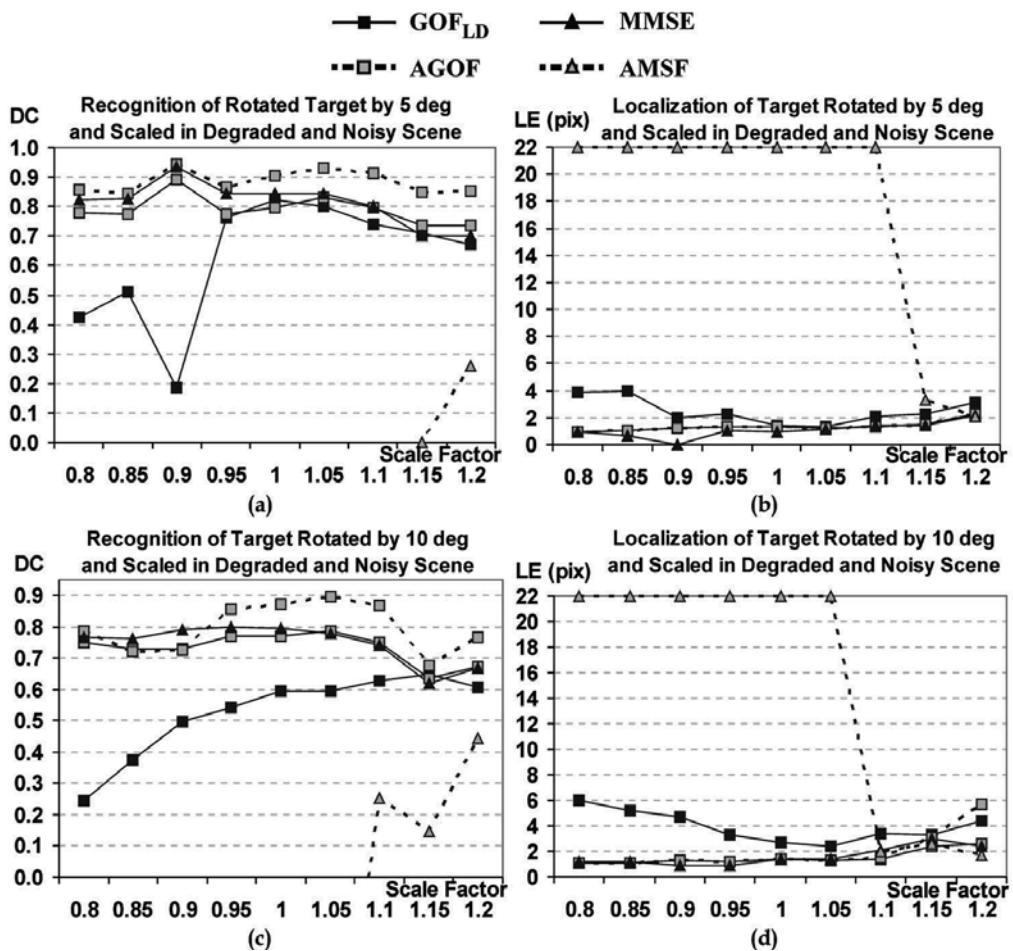 GOF_LD MMSE
AGOF AMSF
DC
Recognition of Rotated Target by 5 deg
and Scaled in Degraded and Noisy Scene
1.0
0.9
0.8
0.7
0.6
0.5
0.4
0.3
0.2
0.1
0.0
Scale Factor
0.8 0.85 0.9 0.95 1 1.05 1.1 1.15 1.2
(a)
LE (pix)
Localization of Target Rotated by 5 deg
and Scaled in Degraded and Noisy Scene
22
20
18
16
14
12
10
8
6
4
2
0
Scale Factor
0.8 0.85 0.9 0.95 1 1.05 1.1 1.15 1.2
(b)
DC
Recognition of Target Rotated by 10 deg
and Scaled in Degraded and Noisy Scene
0.9
0.8
0.7
0.6
0.5
0.4
0.3
0.2
0.1
0.0
Scale Factor
0.8 0.85 0.9 0.95 1 1.05 1.1 1.15 1.2
(c)
LE (pix)
Localization of Target Rotated by 10 deg
and Scaled in Degraded and Noisy Scene
22
20
18
16
14
12
10
8
6
4
2
0
Scale Factor
0.8 0.85 0.9 0.95 1 1.05 1.1 1.15 1.2
(d)